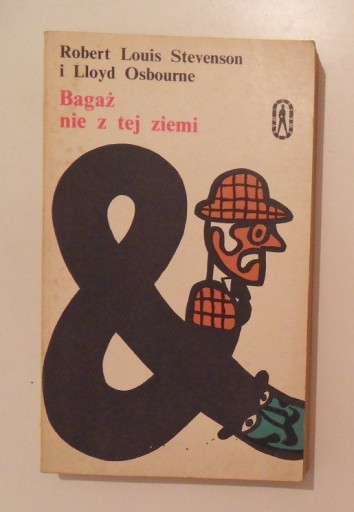 Robert Louis Stevenson
i Lloyd Osbourne
Bagaż
nie z tej ziemi
&